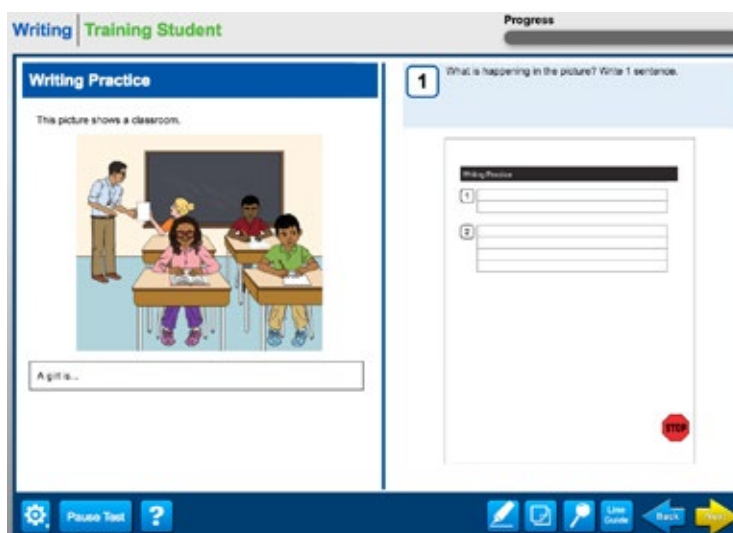 Writing Training Student
Progress
Writing Practice
This picture shows a classroom.
A girl is...
1
What is happening in the picture? Write 1 sentence.
Writing Practice
1
2
STOP
Pause Test
?
Line
Guide
Back
Next